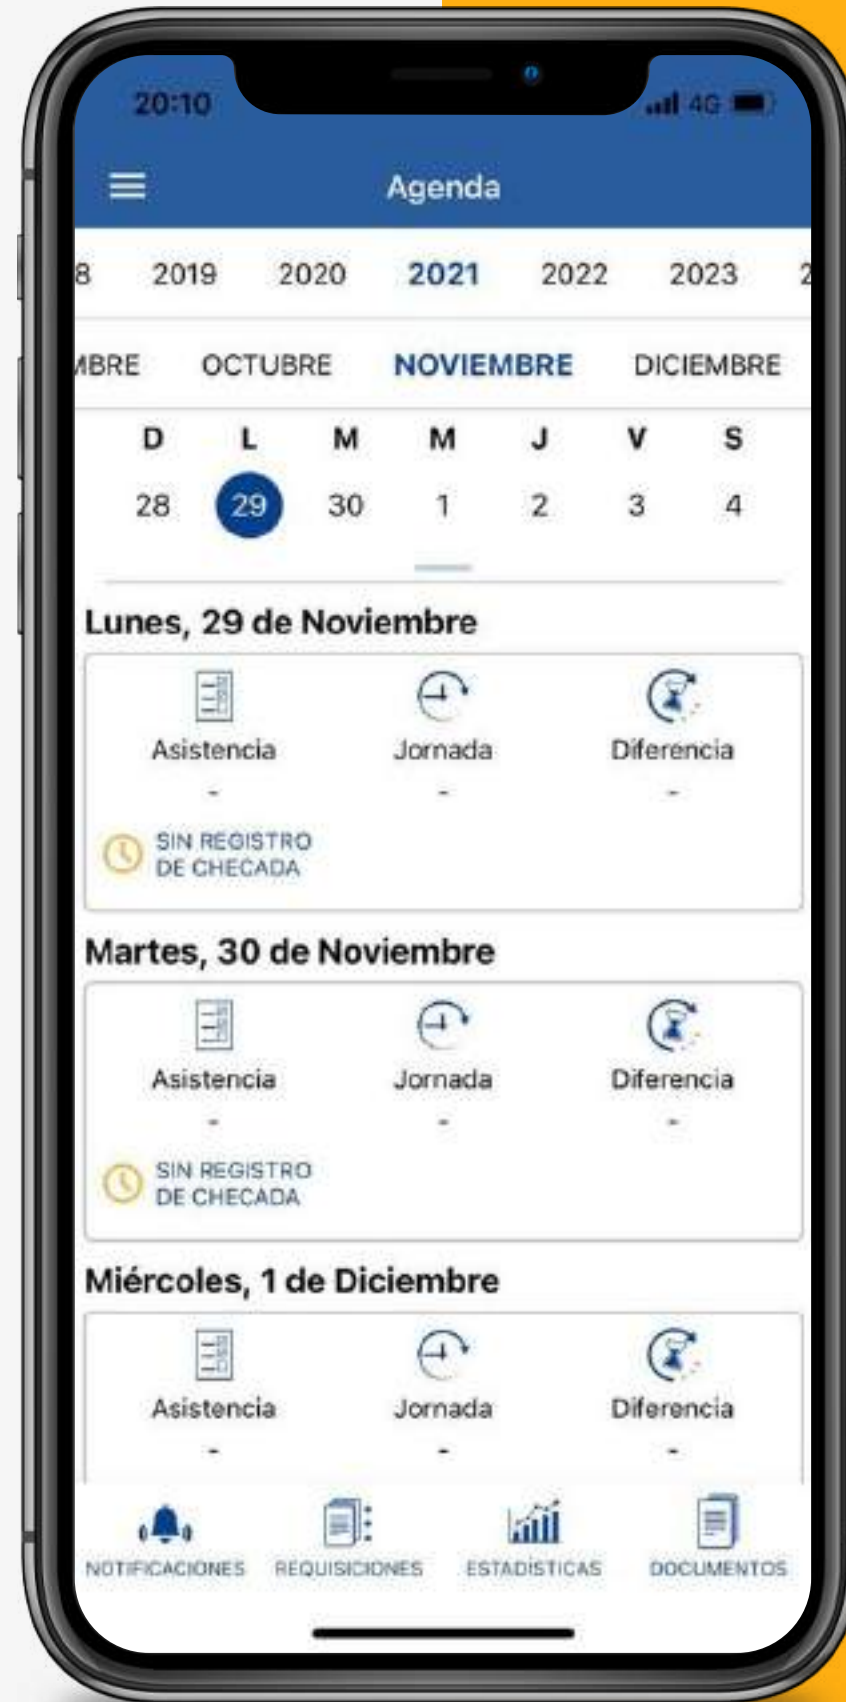 20:10
4G
Agenda
8 2019 2020 2021 2022 2023 2
MBRE OCTUBRE NOVIEMBRE DICIEMBRE
D L M M J V S
28 29 30 1 2 3 4
Lunes, 29 de Noviembre
Asistencia Jornada Diferencia
- - -
SIN REGISTRO
DE CHECADA
Martes, 30 de Noviembre
Asistencia Jornada Diferencia
- - -
SIN REGISTRO
DE CHECADA
Miércoles, 1 de Diciembre
Asistencia Jornada Diferencia
- - -
NOTIFICACIONES REQUISICIONES ESTADÍSTICAS DOCUMENTOS